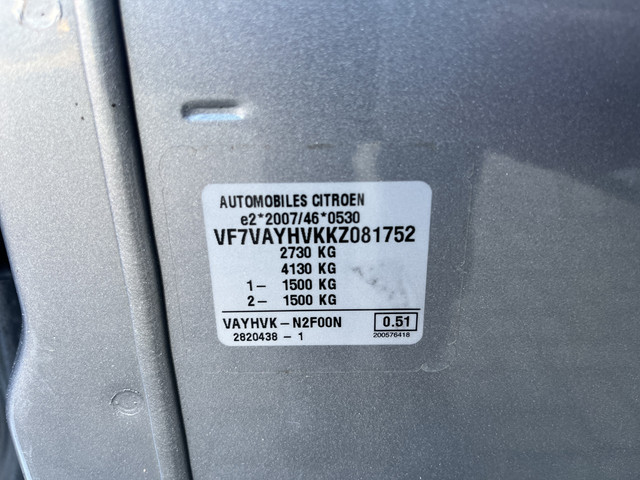 AUTOMOBILES CITROEN
e2*2007/46*0530
VF7VAYHVKKZ081752
2730 KG
4130 KG
1– 1500 KG
2– 1500 KG
VAYHVK – N2F00N 0.51
2820438 – 1 200576418